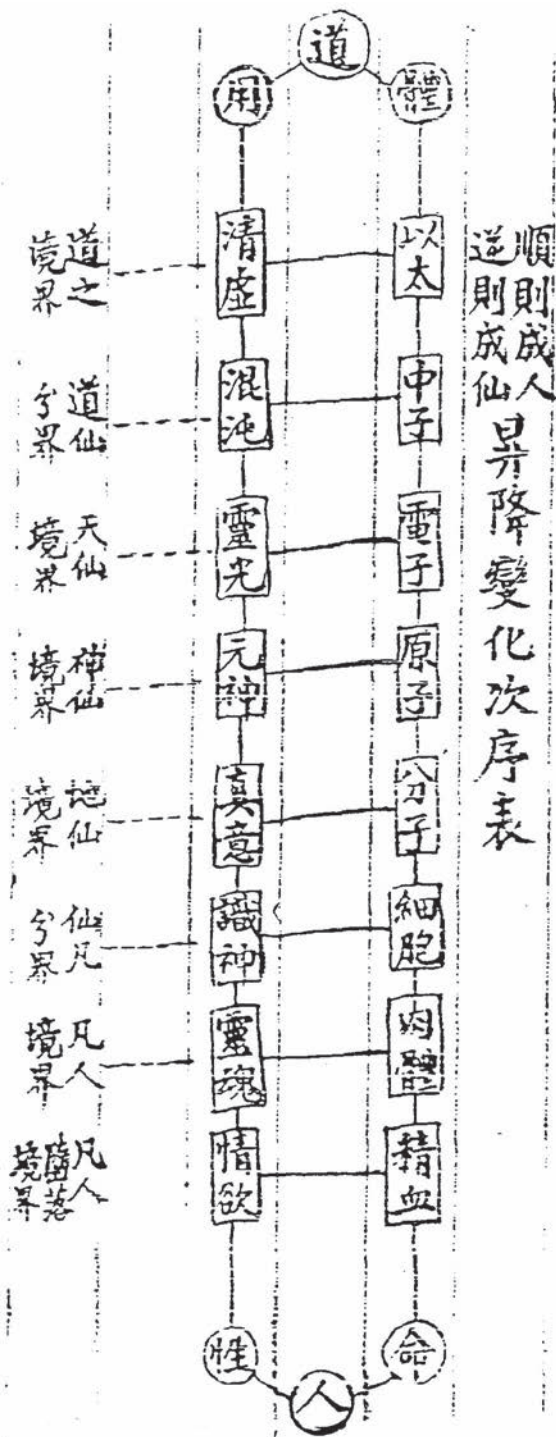 順則成人
逆則成仙
昇降變化次序表
道
體
用
以太
清虛
道之
境界
中子
混沌
道仙
分界
電子
靈光
天仙
境界
原子
元神
神仙
境界
分子
真意
地仙
境界
細胞
識神
仙凡
分界
肉體
靈魂
凡人
境界
精血
情欲
凡人
墮落
境界
命
性
人